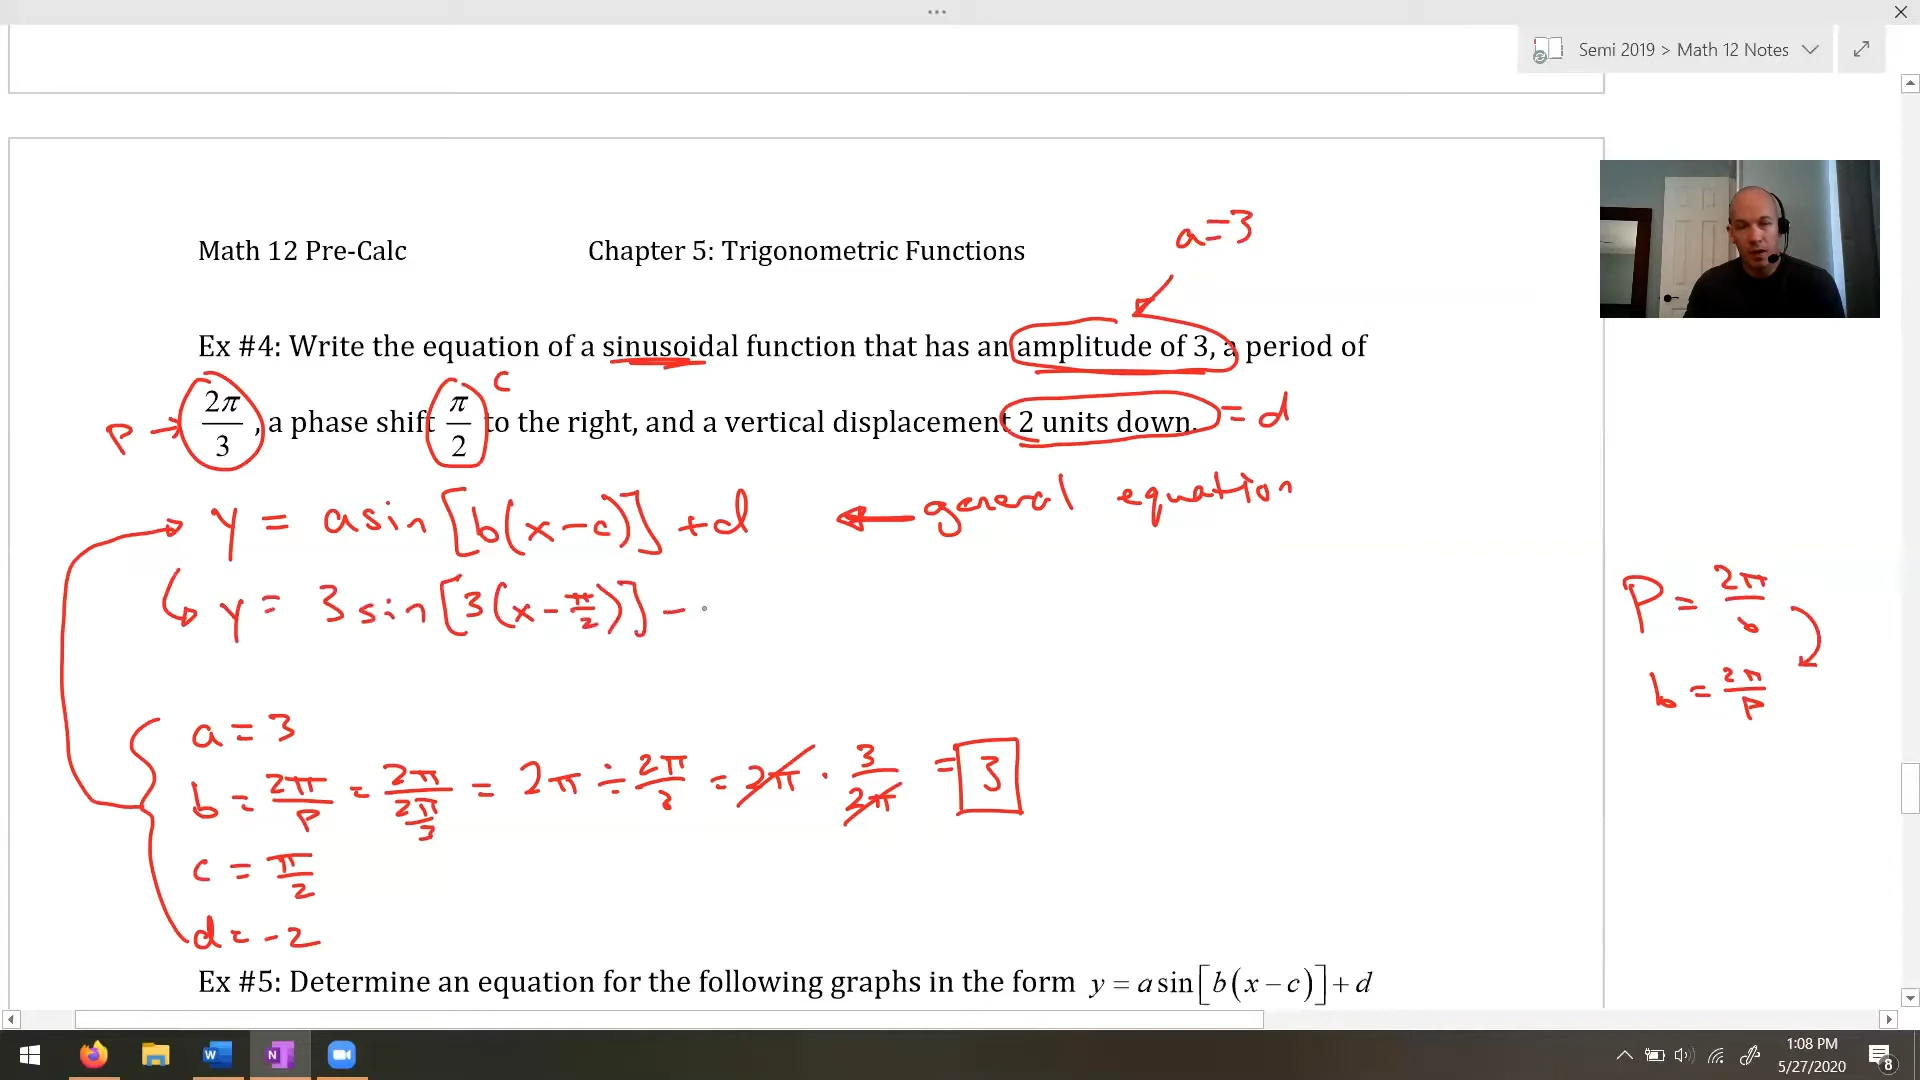 Semi 2019 > Math 12 Notes
Math 12 Pre-Calc Chapter 5: Trigonometric Functions
a=3
Ex #4: Write the equation of a sinusoidal function that has an amplitude of 3, a period of
c
P → 2π/3, a phase shift π/2 to the right, and a vertical displacement 2 units down. = d
y = asin[b(x-c)] +d ← general equation
y = 3sin[3(x-π/2)] -
P = 2π/b
b = 2π/P
a = 3
b = 2π/P = 2π/(2π/3) = 2π ÷ 2π/3 = 2π · 3/2π = 3
c = π/2
d = -2
Ex #5: Determine an equation for the following graphs in the form y = a sin[b(x − c)] + d
1:08 PM
5/27/2020
8